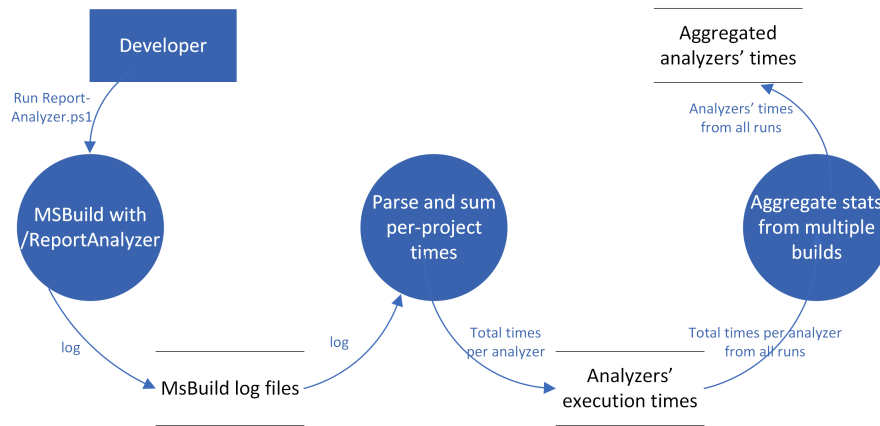 Developer
Aggregated
analyzers’ times
Run Report-
Analyzer.ps1
Analyzers’ times
from all runs
MSBuild with
/ReportAnalyzer
Parse and sum
per-project
times
Aggregate stats
from multiple
builds
log
log
Total times
per analyzer
Total times per analyzer
from all runs
MsBuild log files
Analyzers’
execution times